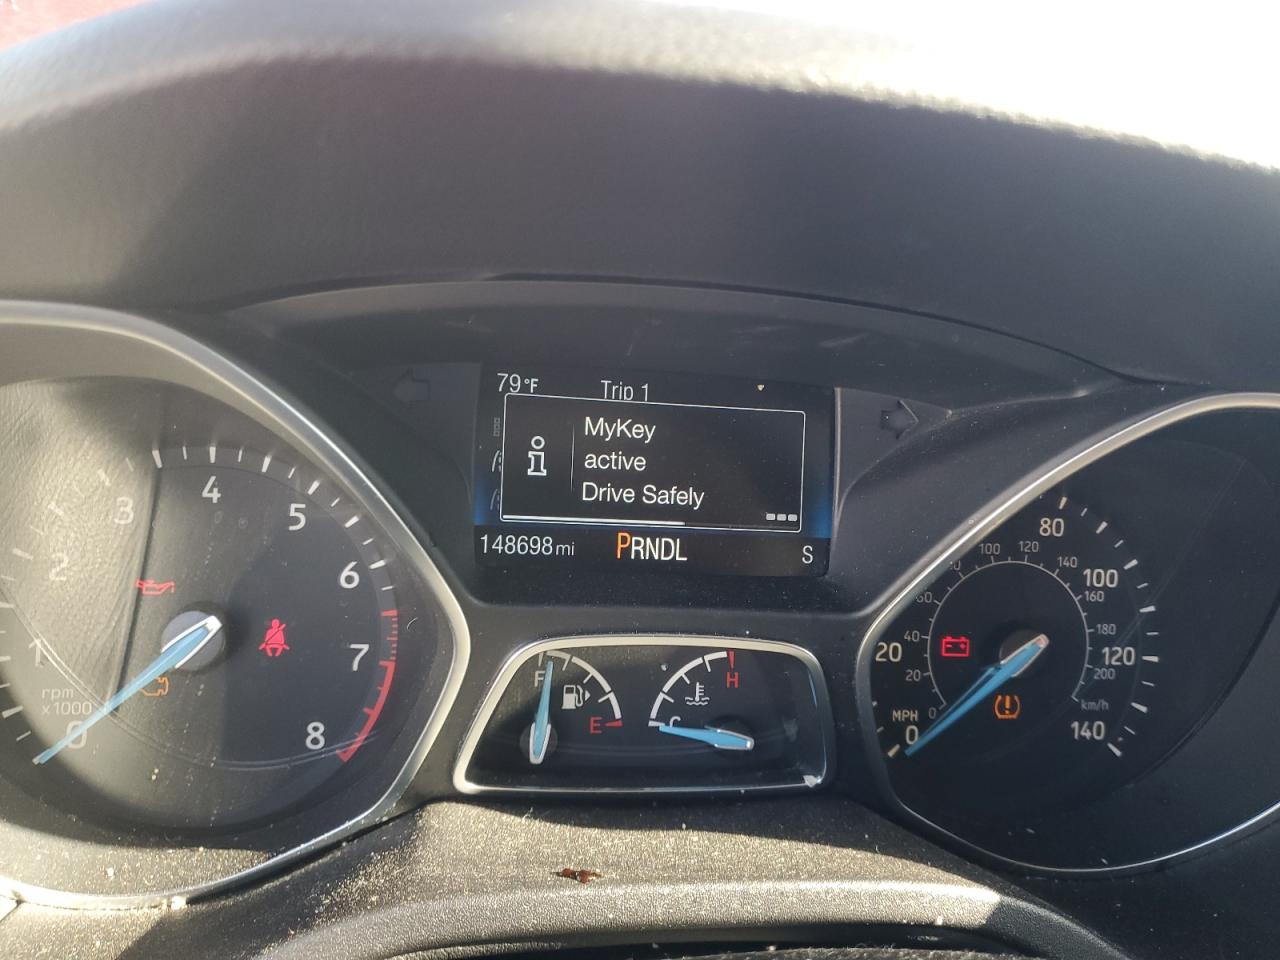 79°F Trip 1
MyKey
active
Drive Safely
148698 mi PRNDL S
0 1 2 3 4 5 6 7 8
rpm
x1000
F E
H C
0 20 80 100 120 140
MPH
0 20 40 60 100 120 140 160 180 200
km/h